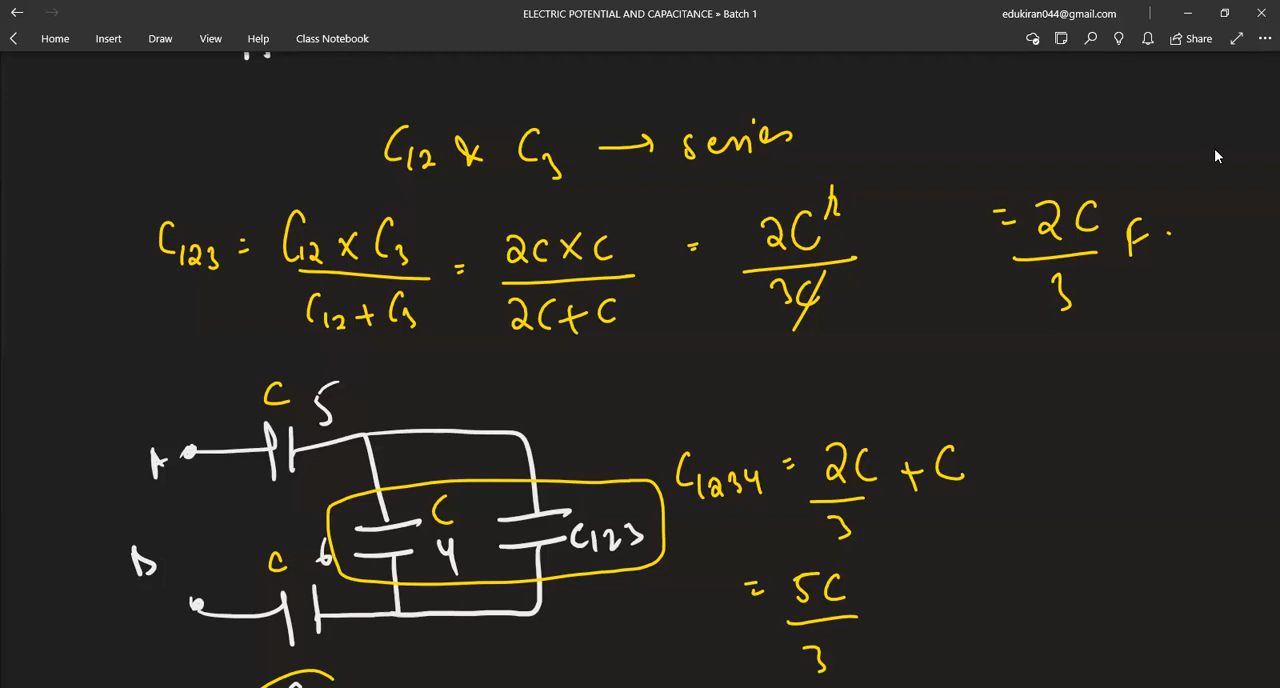 ELECTRIC POTENTIAL AND CAPACITANCE » Batch 1
edukiran044@gmail.com
Home Insert Draw View Help Class Notebook
Share
C12 & C3 → series
C123 = C12 × C3 / C12 + C3 = 2C × C / 2C + C = 2C² / 3C = 2C / 3 F.
C 5
A
C1234 = 2C / 3 + C
C 4
C123
B
C 6
= 5C / 3